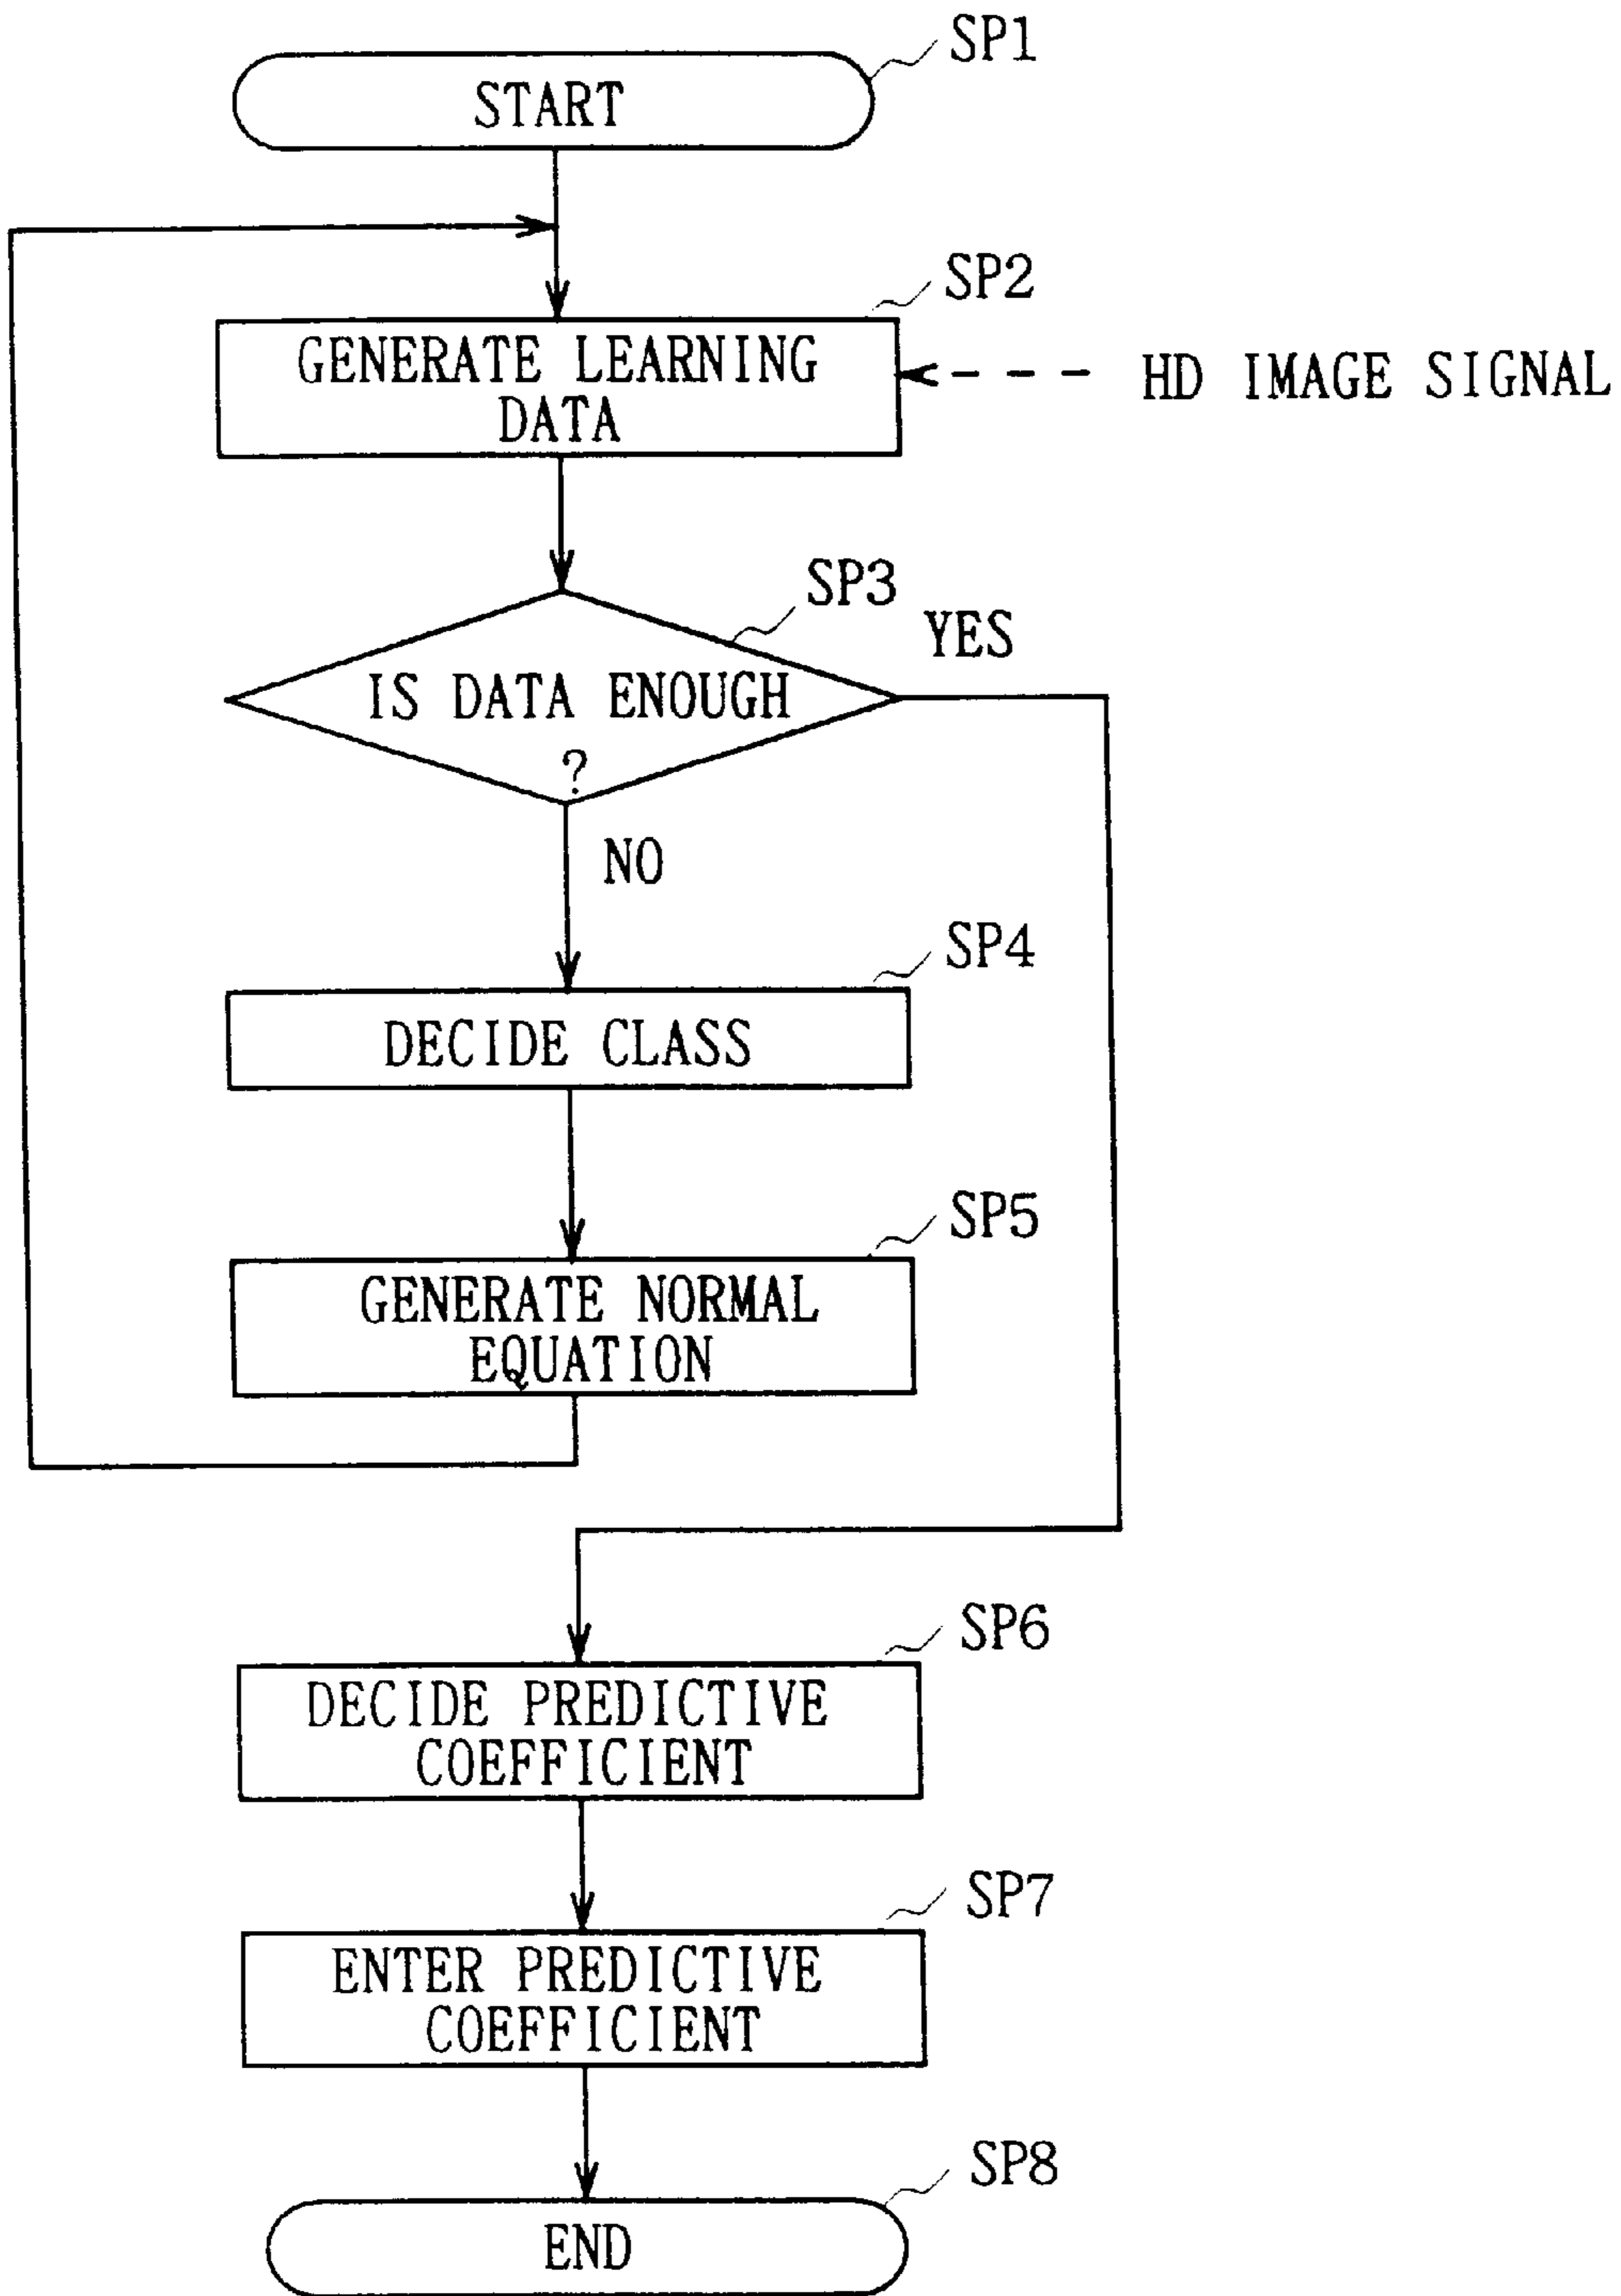 SP1
START
SP2
GENERATE LEARNING
DATA
HD IMAGE SIGNAL
SP3
YES
IS DATA ENOUGH
?
NO
SP4
DECIDE CLASS
SP5
GENERATE NORMAL
EQUATION
SP6
DECIDE PREDICTIVE
COEFFICIENT
SP7
ENTER PREDICTIVE
COEFFICIENT
SP8
END